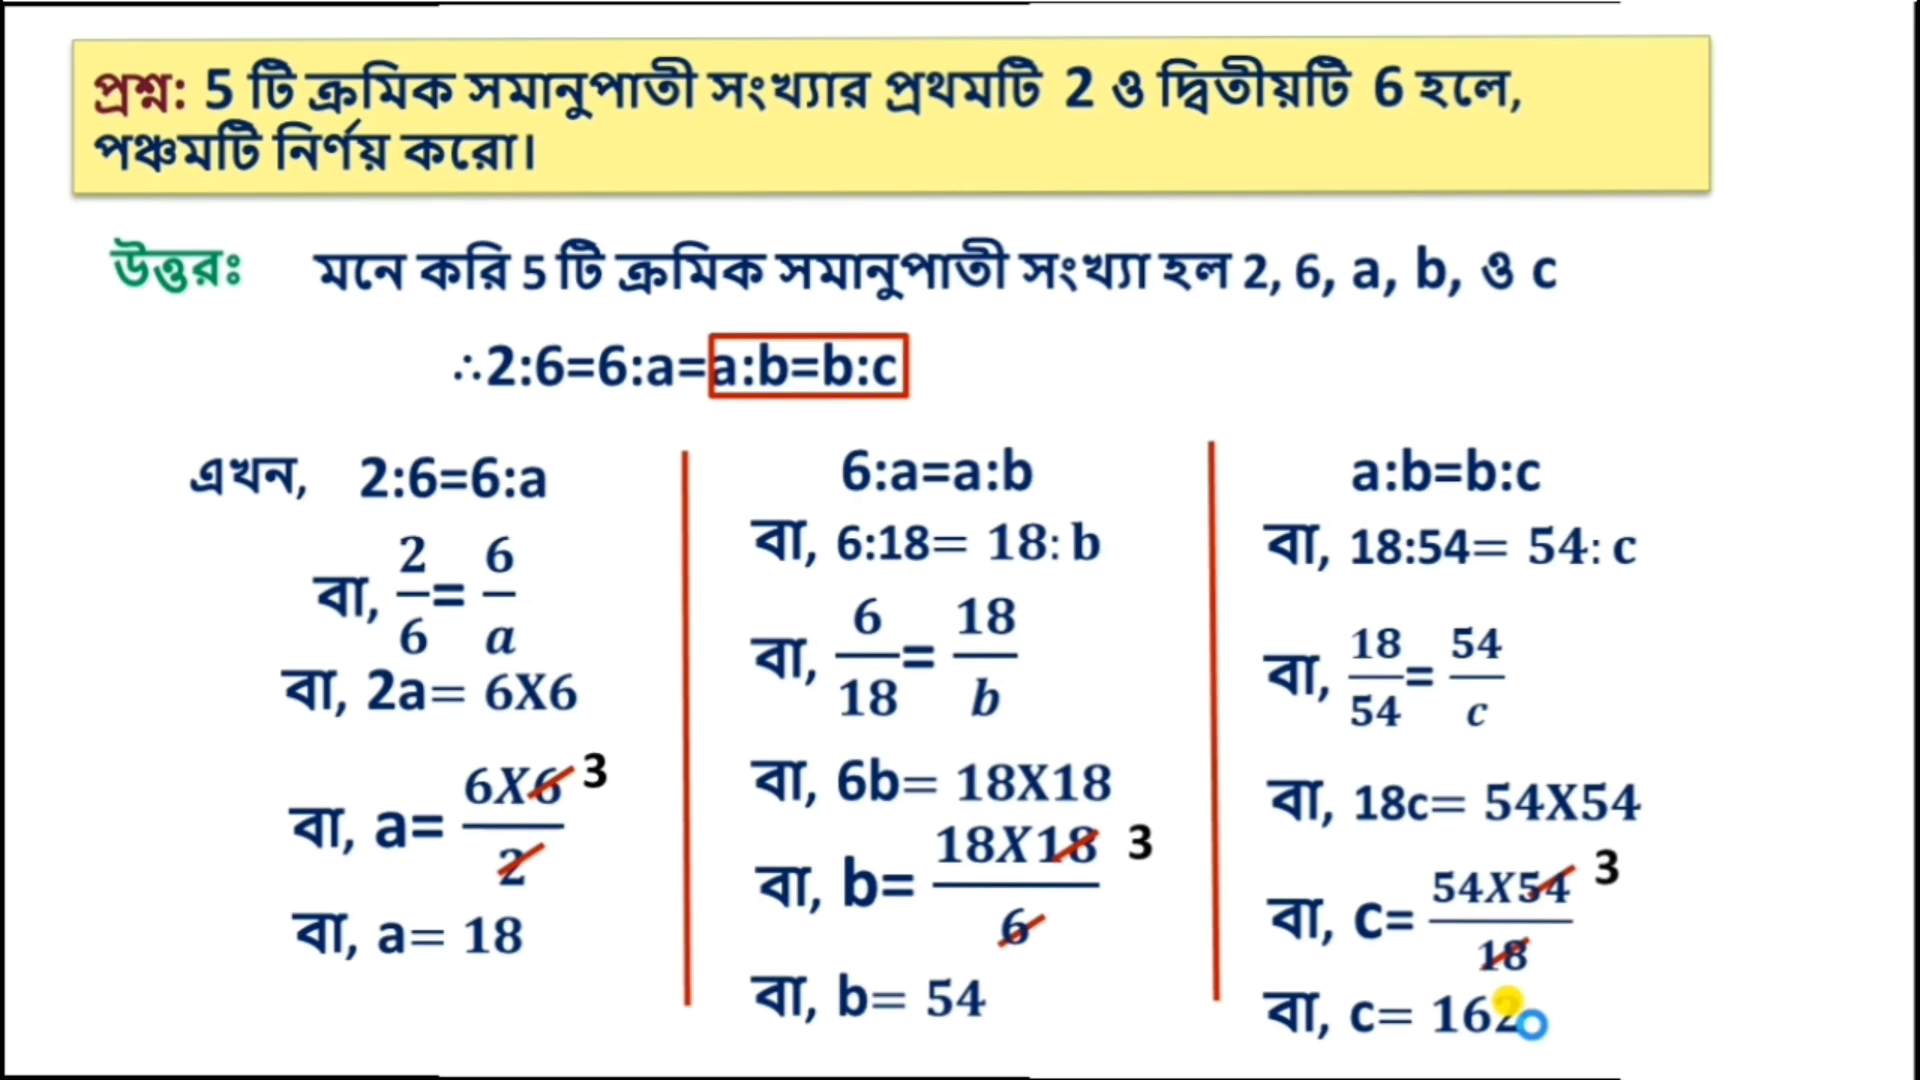 প্রশ্ন: 5 টি ক্রমিক সমানুপাতী সংখ্যার প্রথমটি 2 ও দ্বিতীয়টি 6 হলে,
পঞ্চমটি নির্ণয় করো।
উত্তরঃ মনে করি 5 টি ক্রমিক সমানুপাতী সংখ্যা হল 2, 6, a, b, ও c
∴2:6=6:a=a:b=b:c
এখন, 2:6=6:a
বা, 2/6 = 6/a
বা, 2a= 6X6
বা, a= 6X6/2 3
বা, a= 18
6:a=a:b
বা, 6:18= 18: b
বা, 6/18 = 18/b
বা, 6b= 18X18
বা, b= 18X18/6 3
বা, b= 54
a:b=b:c
বা, 18:54= 54: c
বা, 18/54 = 54/c
বা, 18c= 54X54
বা, c= 54X54/18 3
বা, c= 162